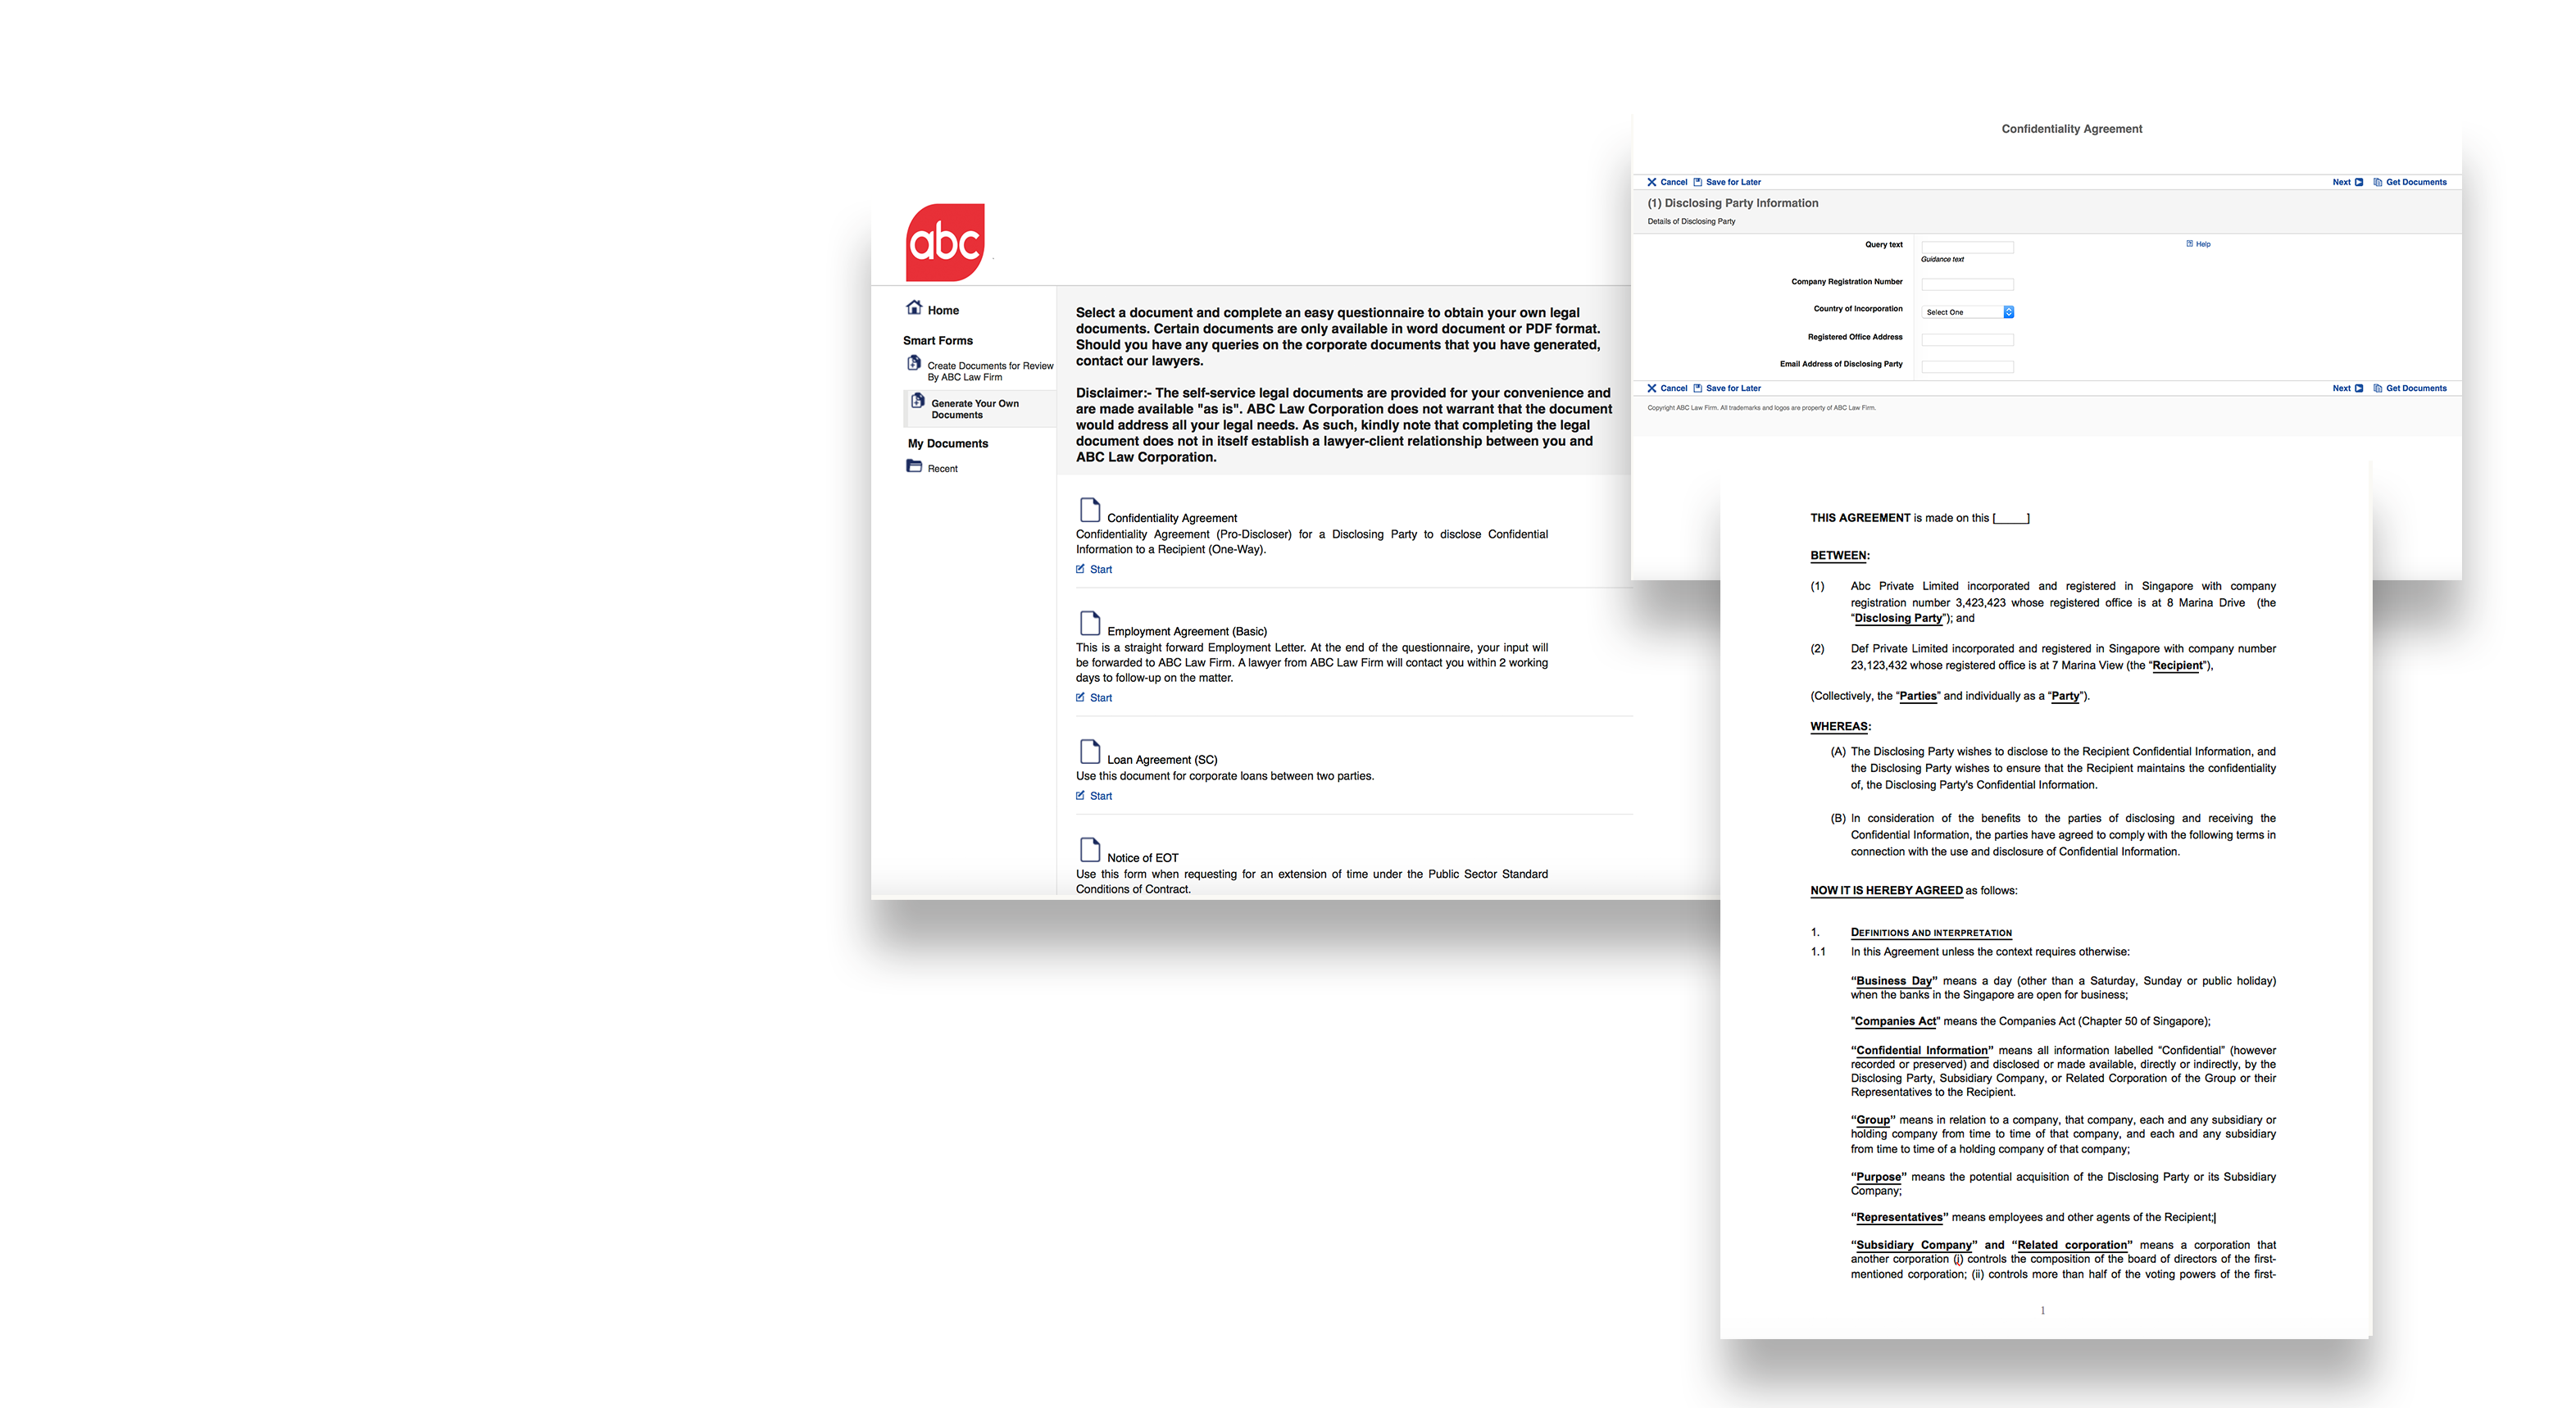 abc
Home
Smart Forms
Create Documents for Review
By ABC Law Firm
Generate Your Own
Documents
My Documents
Recent
Select a document and complete an easy questionnaire to obtain your own legal
documents. Certain documents are only available in word document or PDF format.
Should you have any queries on the corporate documents that you have generated,
contact our lawyers.
Disclaimer:- The self-service legal documents are provided for your convenience and
are made available "as is". ABC Law Corporation does not warrant that the document
would address all your legal needs. As such, kindly note that completing the legal
document does not in itself establish a lawyer-client relationship between you and
ABC Law Corporation.
Confidentiality Agreement
Confidentiality Agreement (Pro-Discloser) for a Disclosing Party to disclose Confidential
Information to a Recipient (One-Way).
Start
Employment Agreement (Basic)
This is a straight forward Employment Letter. At the end of the questionnaire, your input will
be forwarded to ABC Law Firm. A lawyer from ABC Law Firm will contact you within 2 working
days to follow-up on the matter.
Start
Loan Agreement (SC)
Use this document for corporate loans between two parties.
Start
Notice of EOT
Use this form when requesting for an extension of time under the Public Sector Standard
Conditions of Contract.
Confidentiality Agreement
Cancel Save for Later Next Get Documents
(1) Disclosing Party Information
Details of Disclosing Party
Query text Help
Guidance text
Company Registration Number
Country of Incorporation Select One
Registered Office Address
Email Address of Disclosing Party
Cancel Save for Later Next Get Documents
Copyright ABC Law Firm. All trademarks and logos are property of ABC Law Firm.
THIS AGREEMENT is made on this [_____]
BETWEEN:
(1) Abc Private Limited incorporated and registered in Singapore with company
registration number 3,423,423 whose registered office is at 8 Marina Drive (the
“Disclosing Party”); and
(2) Def Private Limited incorporated and registered in Singapore with company number
23,123,432 whose registered office is at 7 Marina View (the “Recipient”),
(Collectively, the “Parties” and individually as a “Party”).
WHEREAS:
(A) The Disclosing Party wishes to disclose to the Recipient Confidential Information, and
the Disclosing Party wishes to ensure that the Recipient maintains the confidentiality
of, the Disclosing Party's Confidential Information.
(B) In consideration of the benefits to the parties of disclosing and receiving the
Confidential Information, the parties have agreed to comply with the following terms in
connection with the use and disclosure of Confidential Information.
NOW IT IS HEREBY AGREED as follows:
1. DEFINITIONS AND INTERPRETATION
1.1 In this Agreement unless the context requires otherwise:
“Business Day” means a day (other than a Saturday, Sunday or public holiday)
when the banks in the Singapore are open for business;
"Companies Act" means the Companies Act (Chapter 50 of Singapore);
“Confidential Information” means all information labelled “Confidential” (however
recorded or preserved) and disclosed or made available, directly or indirectly, by the
Disclosing Party, Subsidiary Company, or Related Corporation of the Group or their
Representatives to the Recipient.
“Group” means in relation to a company, that company, each and any subsidiary or
holding company from time to time of that company, and each and any subsidiary
from time to time of a holding company of that company;
“Purpose” means the potential acquisition of the Disclosing Party or its Subsidiary
Company;
“Representatives” means employees and other agents of the Recipient;
“Subsidiary Company” and “Related corporation” means a corporation that
another corporation (i) controls the composition of the board of directors of the first-
mentioned corporation; (ii) controls more than half of the voting powers of the first-
1